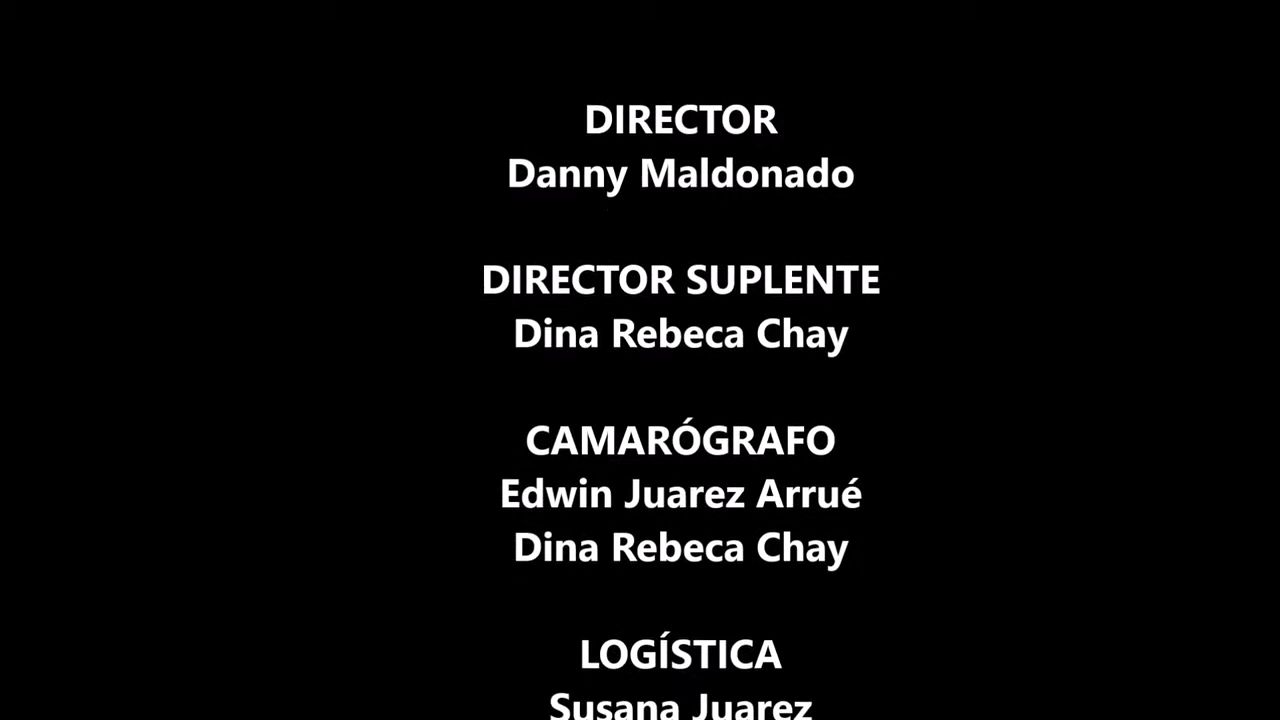 DIRECTOR
Danny Maldonado
DIRECTOR SUPLENTE
Dina Rebeca Chay
CAMARÓGRAFO
Edwin Juarez Arrué
Dina Rebeca Chay
LOGÍSTICA
Susana Juarez